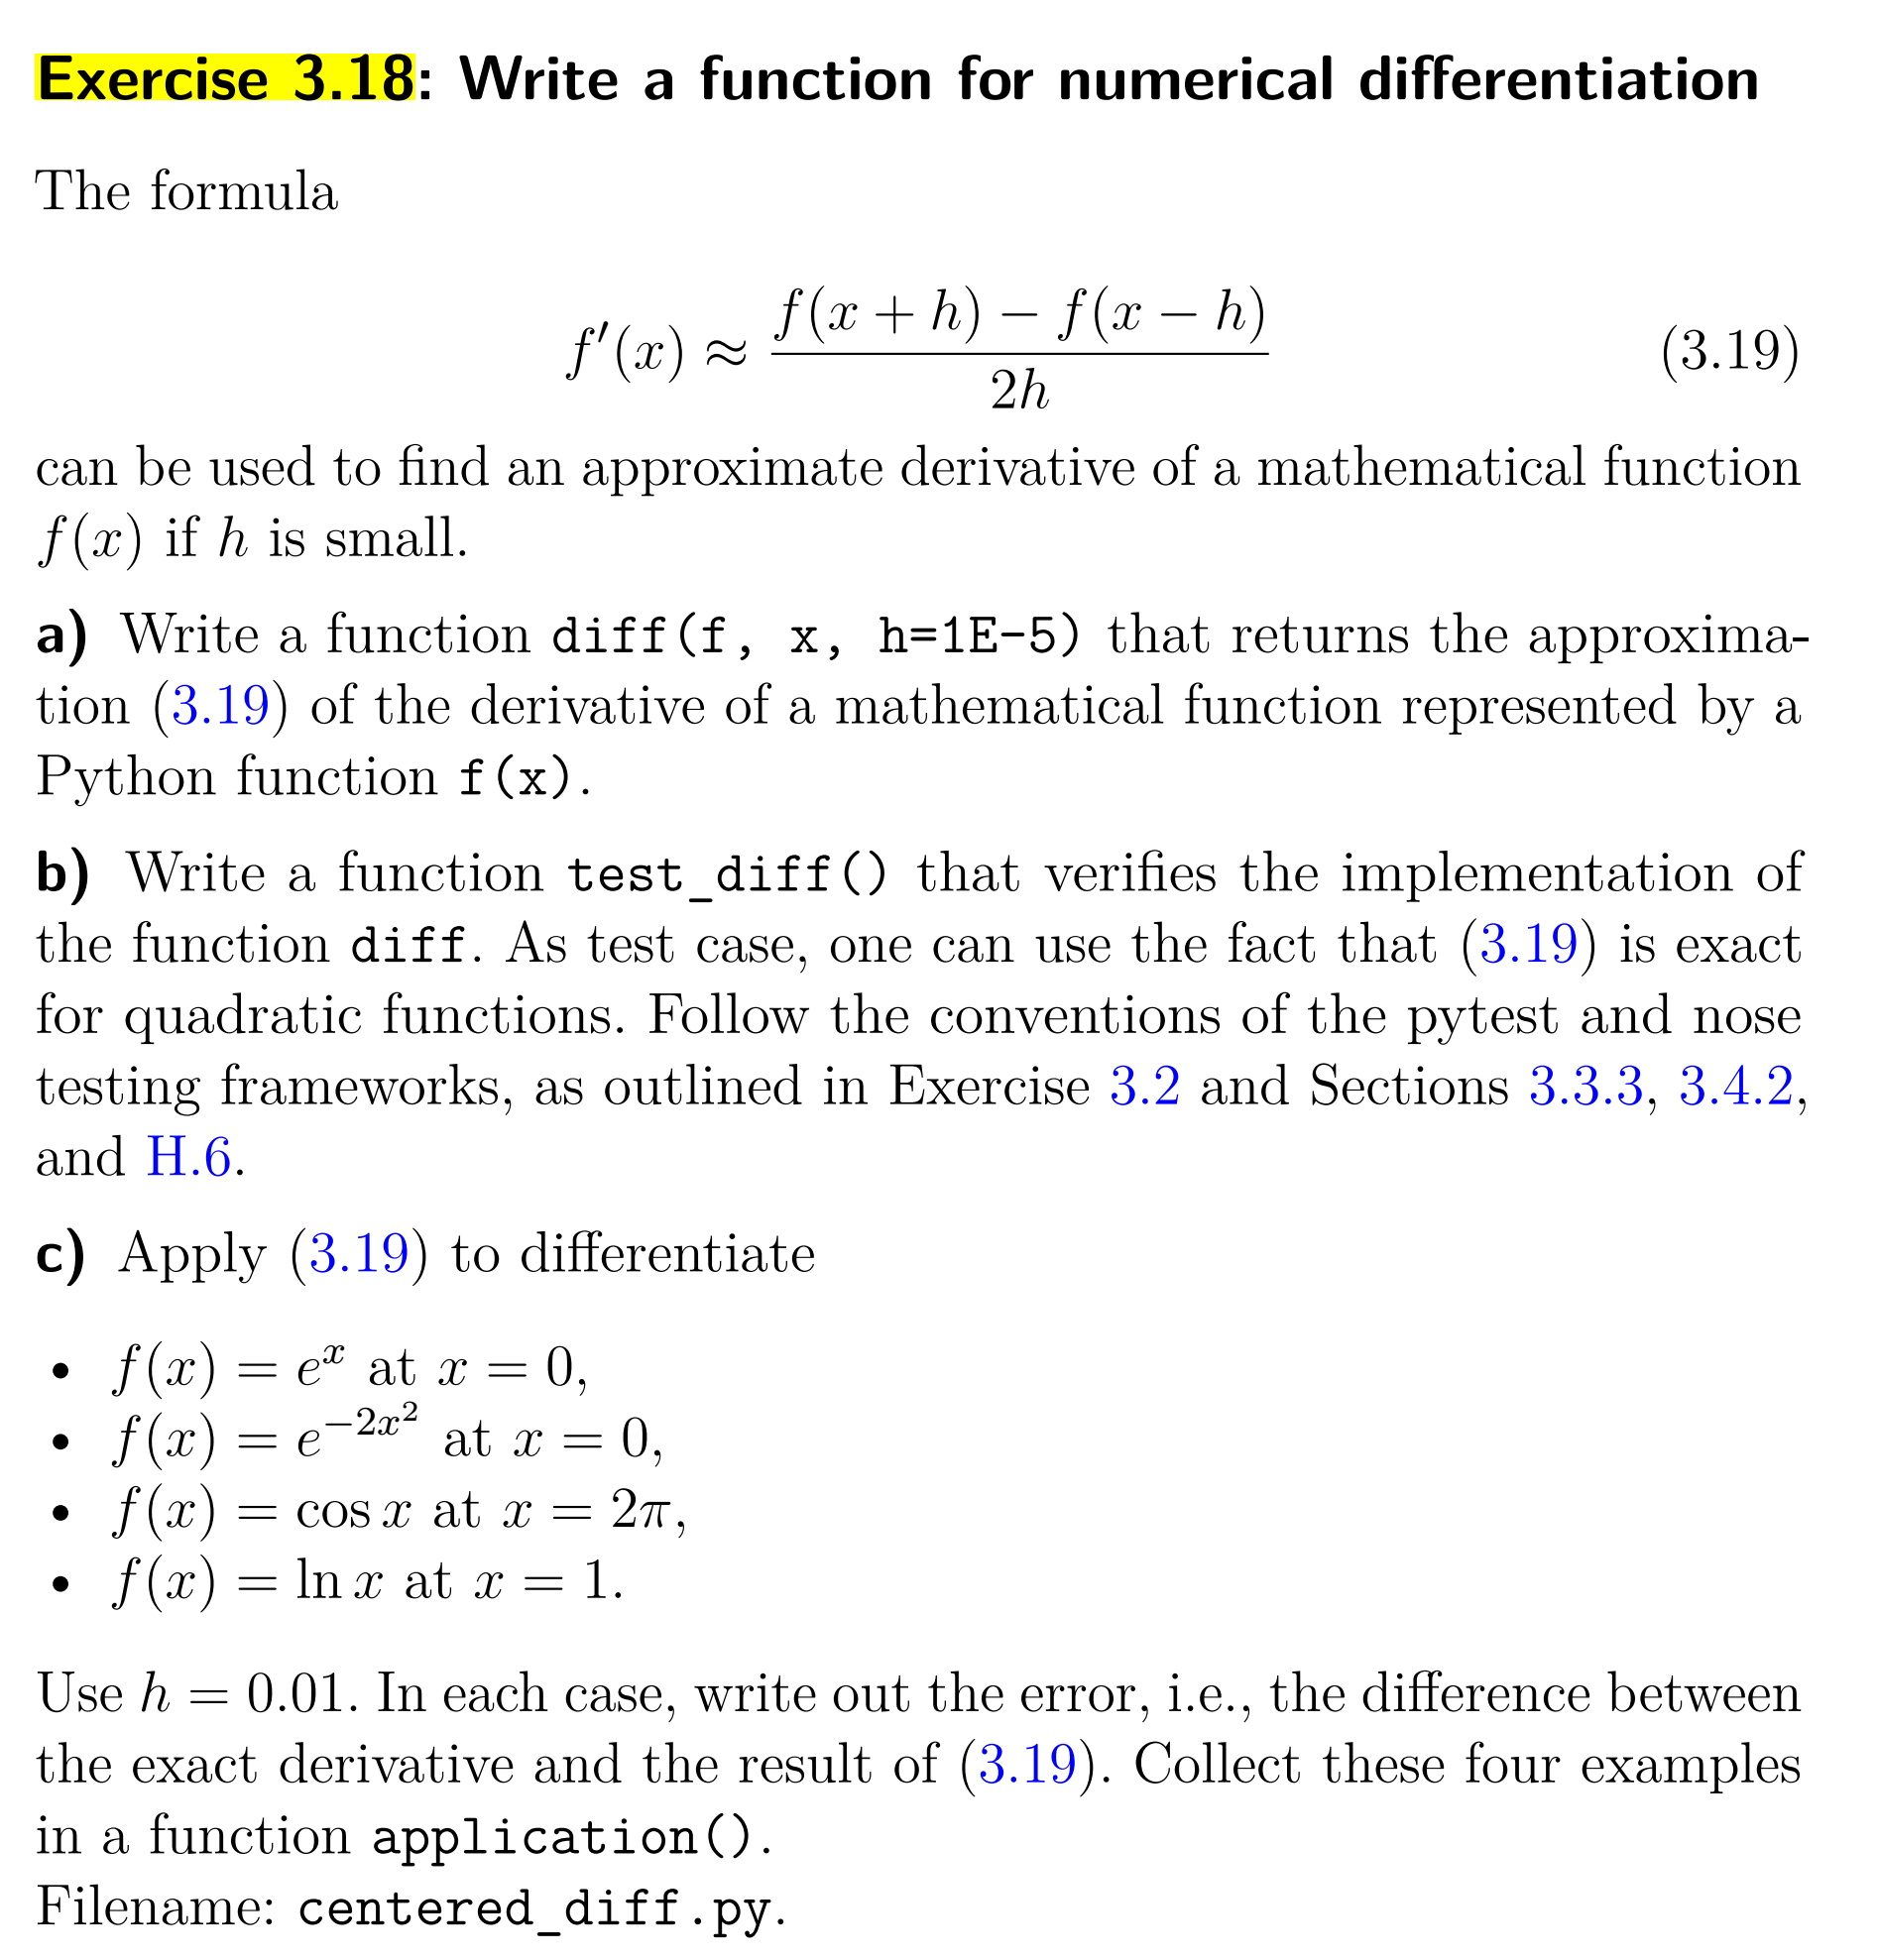 Exercise 3.18: Write a function for numerical differentiation
The formula
f′(x) ≈ \frac{f(x + h) − f(x − h)}{2h} (3.19)
can be used to find an approximate derivative of a mathematical function
f(x) if h is small.
a) Write a function diff(f, x, h=1E-5) that returns the approxima-
tion (3.19) of the derivative of a mathematical function represented by a
Python function f(x).
b) Write a function test_diff() that verifies the implementation of
the function diff. As test case, one can use the fact that (3.19) is exact
for quadratic functions. Follow the conventions of the pytest and nose
testing frameworks, as outlined in Exercise 3.2 and Sections 3.3.3, 3.4.2,
and H.6.
c) Apply (3.19) to differentiate
• f(x) = e^x at x = 0,
• f(x) = e^{−2x^2} at x = 0,
• f(x) = cos x at x = 2π,
• f(x) = ln x at x = 1.
Use h = 0.01. In each case, write out the error, i.e., the difference between
the exact derivative and the result of (3.19). Collect these four examples
in a function application().
Filename: centered_diff.py.